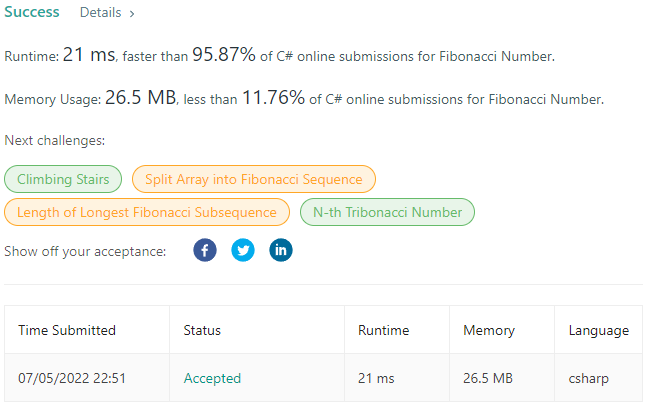 Success Details >
Runtime: 21 ms, faster than 95.87% of C# online submissions for Fibonacci Number.
Memory Usage: 26.5 MB, less than 11.76% of C# online submissions for Fibonacci Number.
Next challenges:
Climbing Stairs Split Array into Fibonacci Sequence
Length of Longest Fibonacci Subsequence N-th Tribonacci Number
Show off your acceptance: f in
Time Submitted Status Runtime Memory Language
07/05/2022 22:51 Accepted 21 ms 26.5 MB csharp